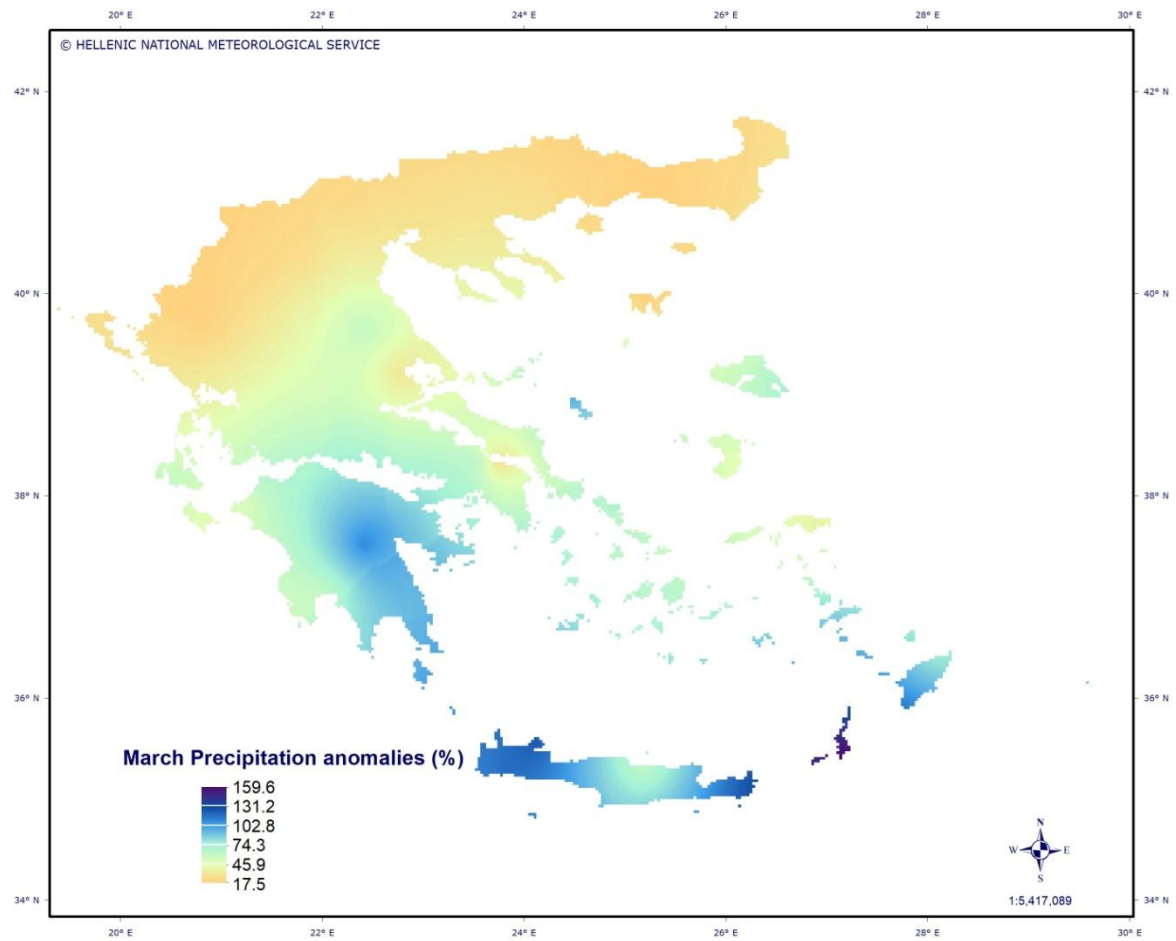 20° E 22° E 24° E 26° E 28° E 30° E
© HELLENIC NATIONAL METEOROLOGICAL SERVICE
42° N 42° N
40° N 40° N
38° N 38° N
36° N 36° N
March Precipitation anomalies (%)
159.6
131.2
102.8
74.3
45.9
17.5
N
W E
S
1:5,417,089
34° N 34° N
20° E 22° E 24° E 26° E 28° E 30° E